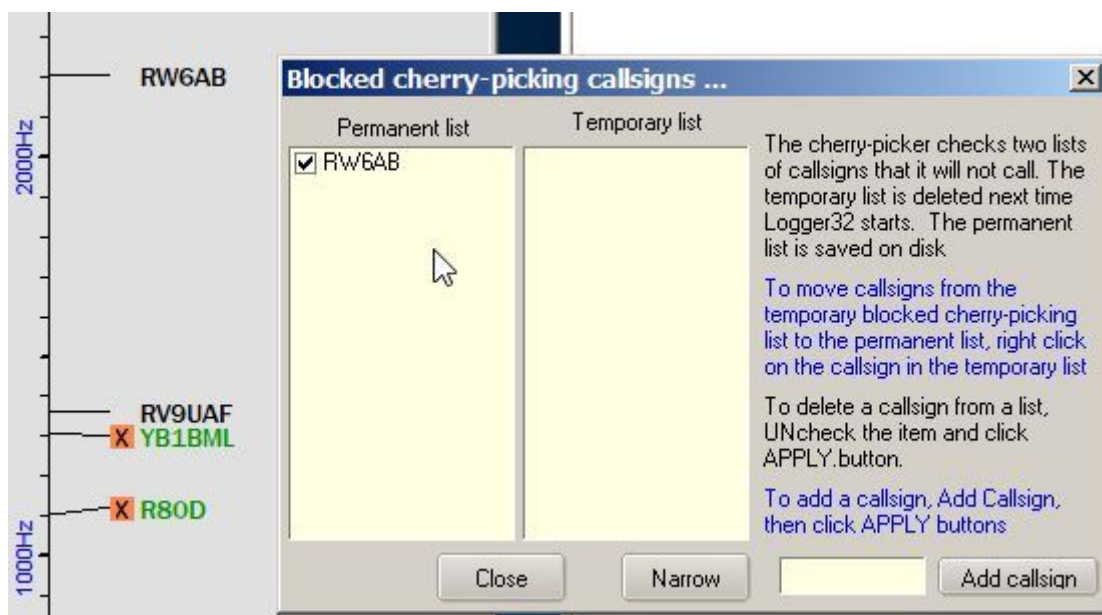 RW6AB
2000Hz
RV9UAF
X YB1BML
X R80D
1000Hz
Blocked cherry-picking callsigns ...
Permanent list
Temporary list
RW6AB
The cherry-picker checks two lists
of callsigns that it will not call. The
temporary list is deleted next time
Logger32 starts. The permanent
list is saved on disk
To move callsigns from the
temporary blocked cherry-picking
list to the permanent list, right click
on the callsign in the temporary list
To delete a callsign from a list,
UNcheck the item and click
APPLY.button.
To add a callsign, Add Callsign,
then click APPLY buttons
Close
Narrow
Add callsign